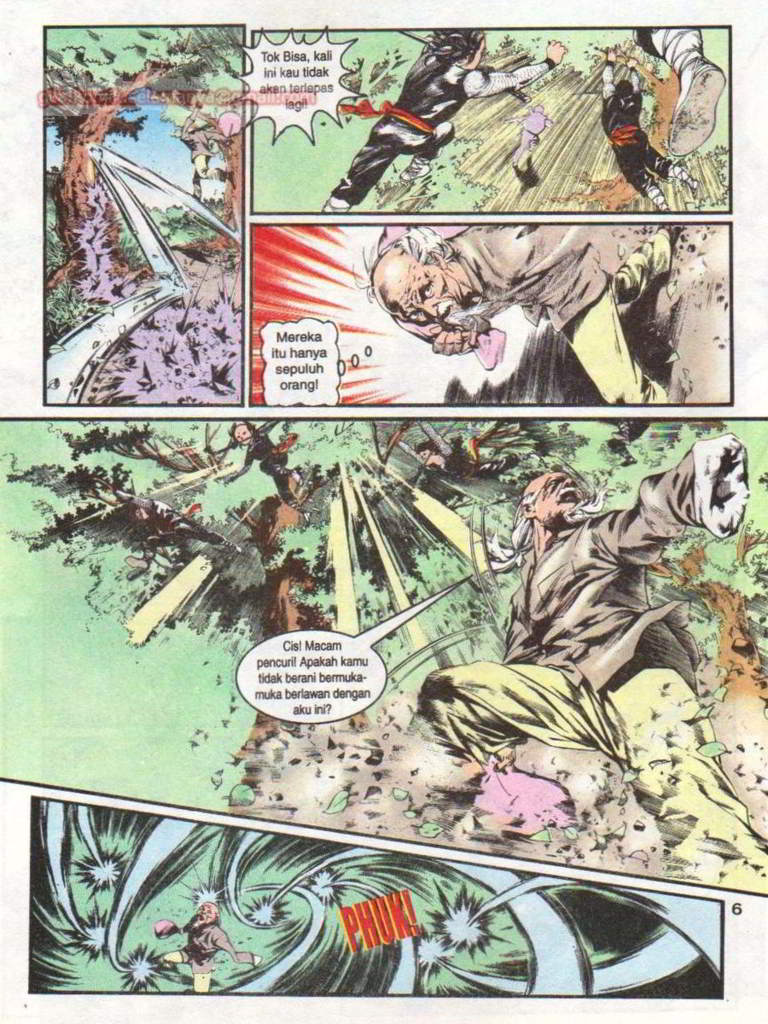 Tok Bisa, kali
ini kau tidak
akan terlepas
lagi!
Mereka
itu hanya
sepuluh
orang!
Cis! Macam
pencuri! Apakah kamu
tidak berani bermuka-
muka berlawan dengan
aku ini?
PHUK!
6